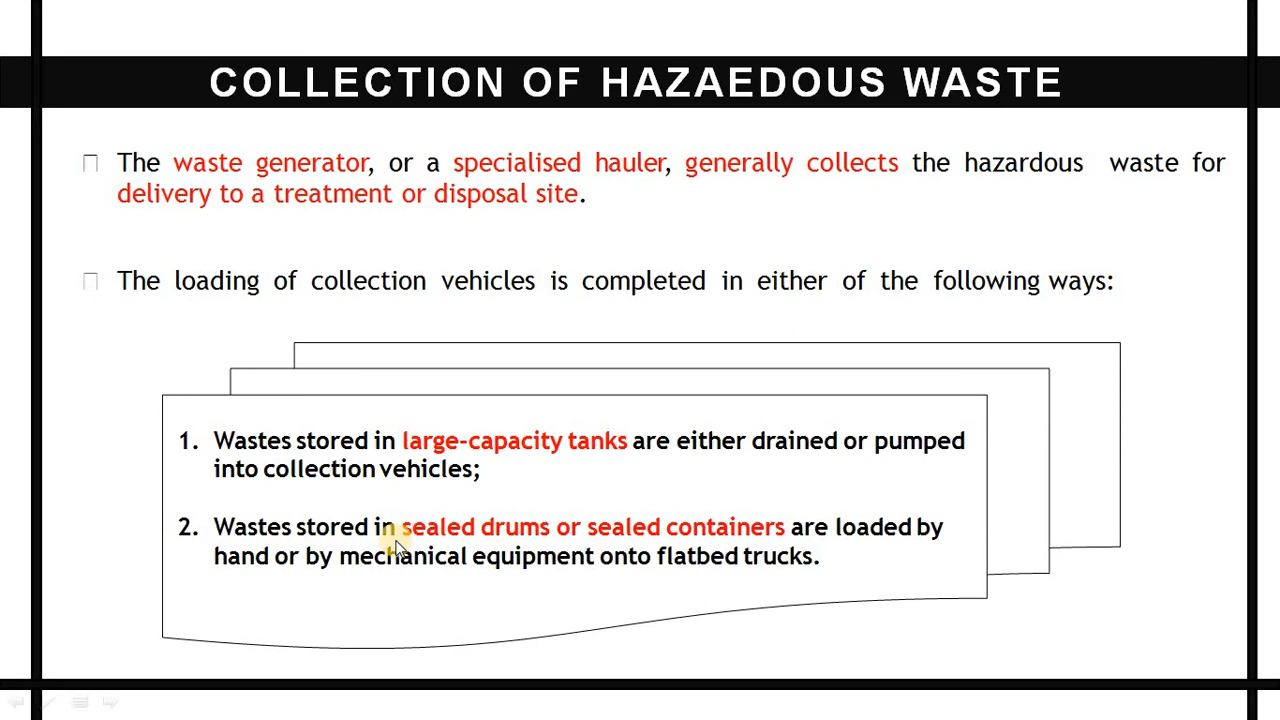 COLLECTION OF HAZAEDOUS WASTE
The waste generator, or a specialised hauler, generally collects the hazardous waste for
delivery to a treatment or disposal site.
The loading of collection vehicles is completed in either of the following ways:
1. Wastes stored in large-capacity tanks are either drained or pumped
into collection vehicles;
2. Wastes stored in sealed drums or sealed containers are loaded by
hand or by mechanical equipment onto flatbed trucks.